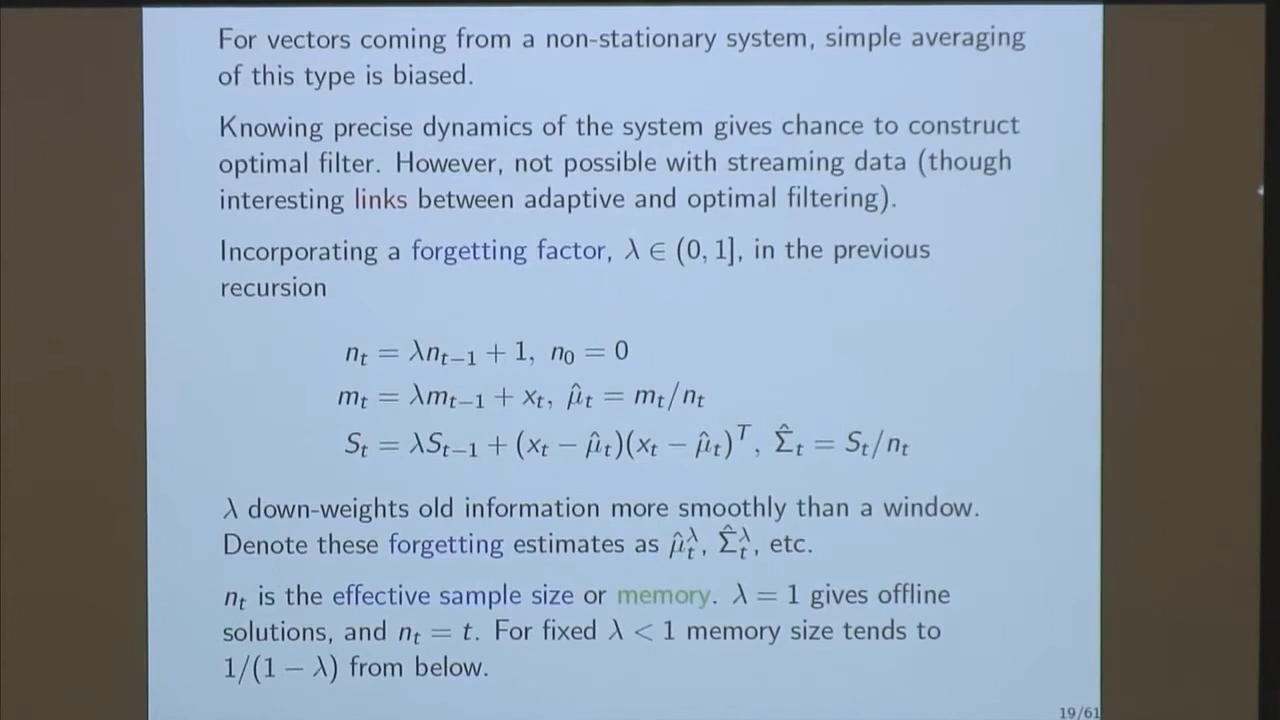 For vectors coming from a non-stationary system, simple averaging
of this type is biased.
Knowing precise dynamics of the system gives chance to construct
optimal filter. However, not possible with streaming data (though
interesting links between adaptive and optimal filtering).
Incorporating a forgetting factor, λ ∈ (0, 1], in the previous
recursion
n_t = λn_{t−1} + 1, n_0 = 0
m_t = λm_{t−1} + x_t, μ̂_t = m_t/n_t
S_t = λS_{t−1} + (x_t − μ̂_t)(x_t − μ̂_t)^T, Σ̂_t = S_t/n_t
λ down-weights old information more smoothly than a window.
Denote these forgetting estimates as μ̂_t^λ, Σ̂_t^λ, etc.
n_t is the effective sample size or memory. λ = 1 gives offline
solutions, and n_t = t. For fixed λ < 1 memory size tends to
1/(1 − λ) from below.
19/61